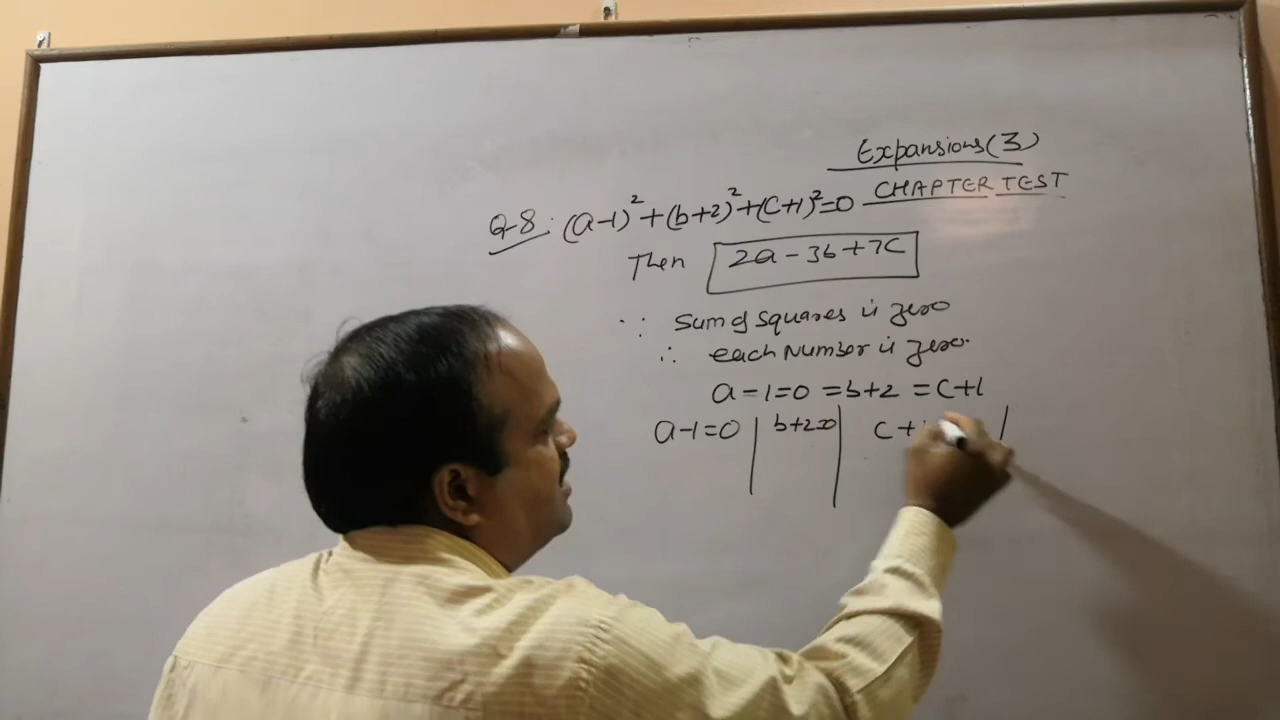 Expansions(3)
CHAPTER TEST
Q-8: (a-1)²+(b+2)²+(c+1)²=0
Then 2a-3b+7c
∵ Sum of squares is zero
∴ each Number is zero.
a-1=0 =b+2 =c+1
a-1=0 | b+2=0 | c+